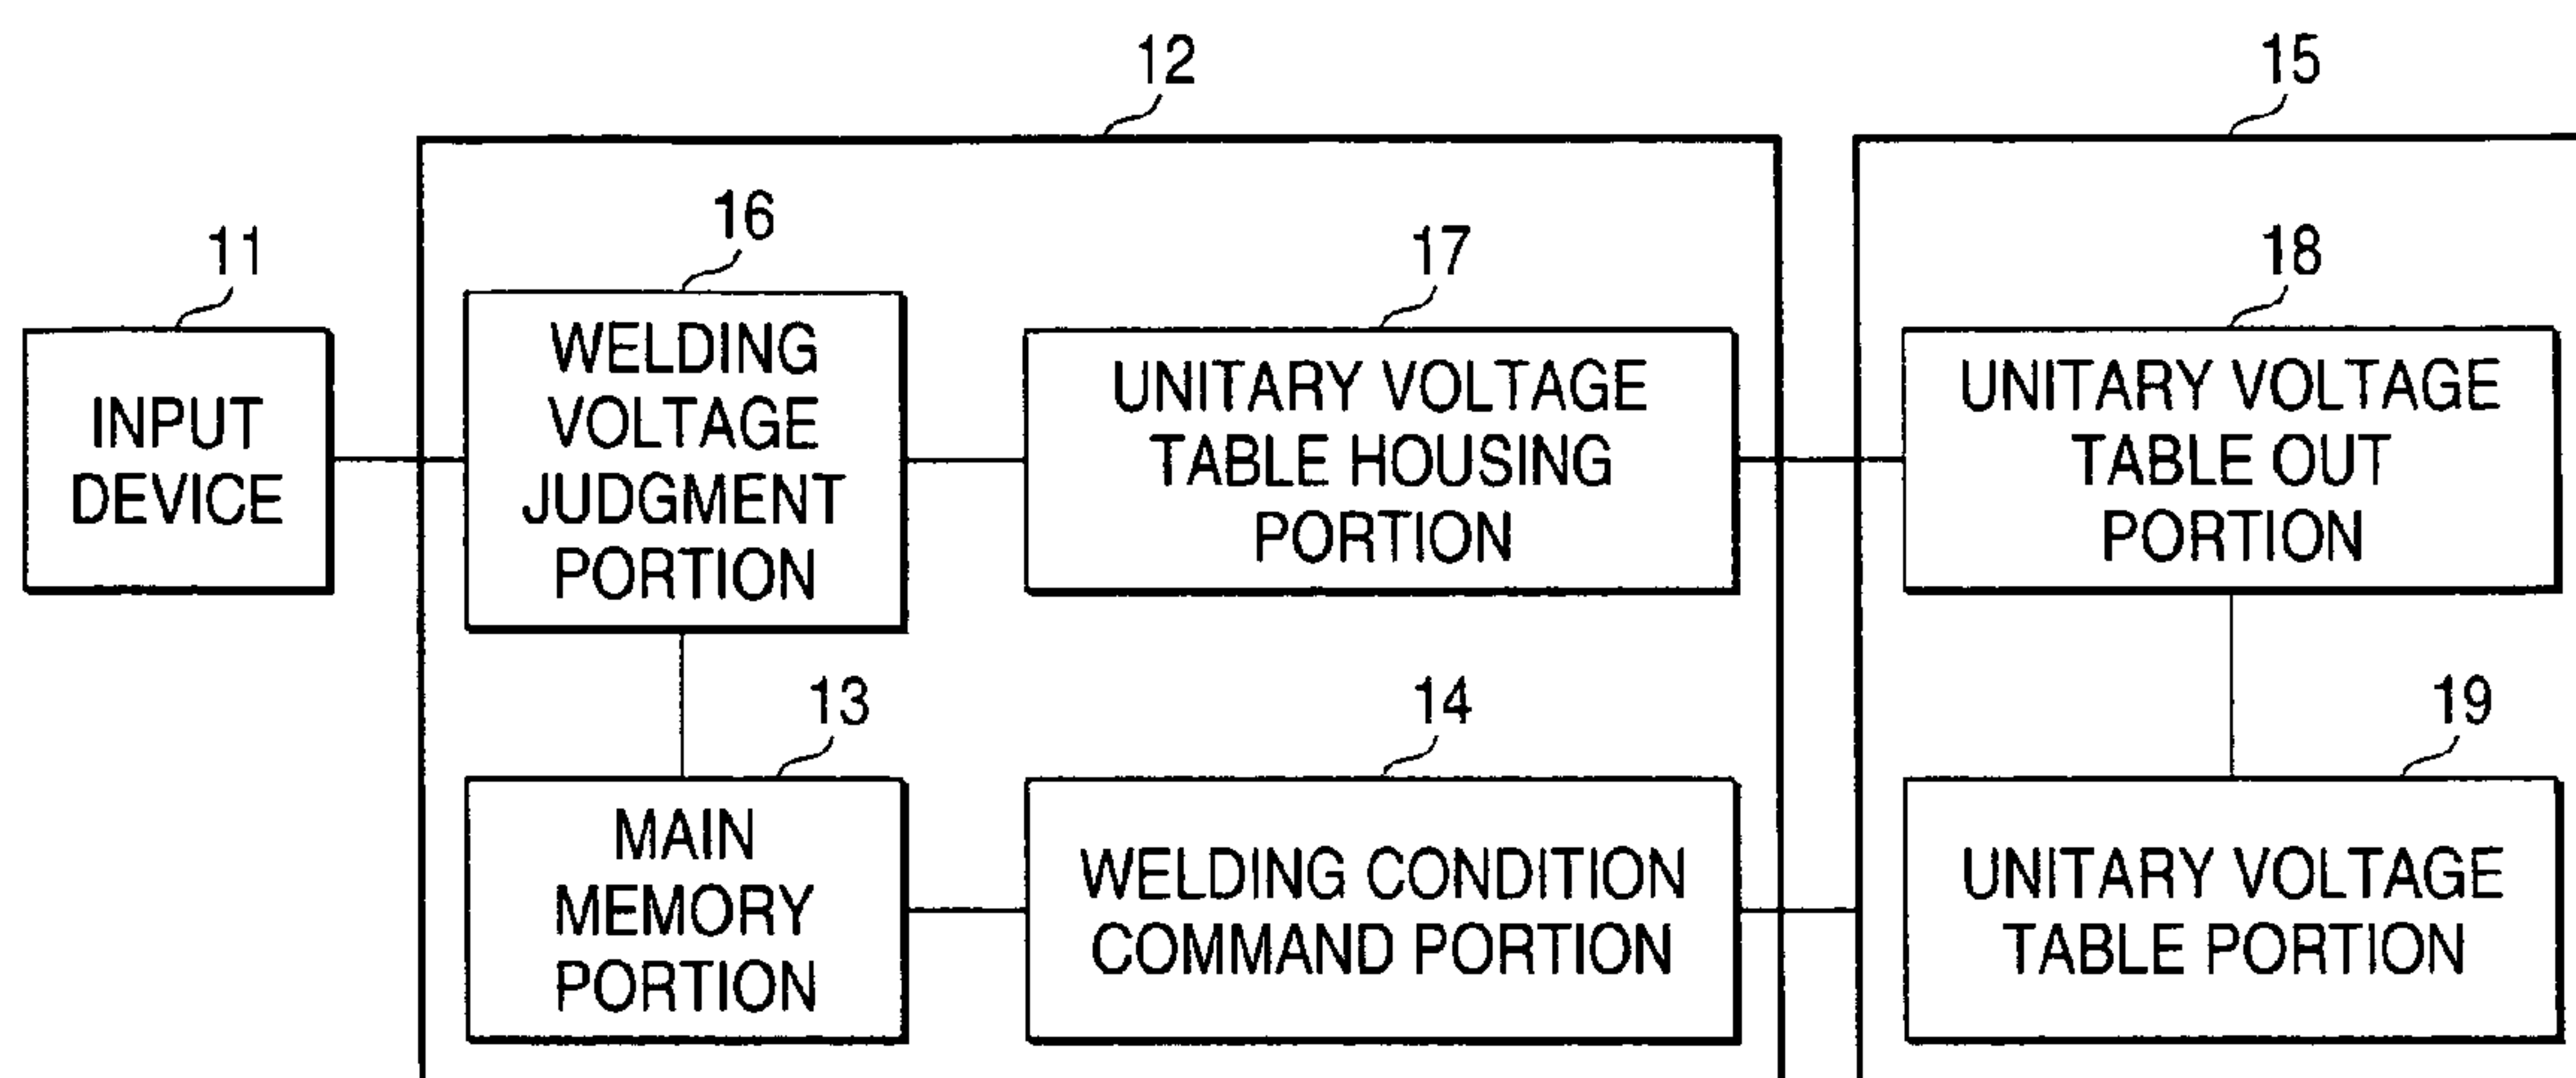 12
15
16
11
17
18
WELDING
VOLTAGE
JUDGMENT
PORTION
INPUT
DEVICE
UNITARY VOLTAGE
TABLE HOUSING
PORTION
UNITARY VOLTAGE
TABLE OUT
PORTION
13
14
19
MAIN
MEMORY
PORTION
WELDING CONDITION
COMMAND PORTION
UNITARY VOLTAGE
TABLE PORTION